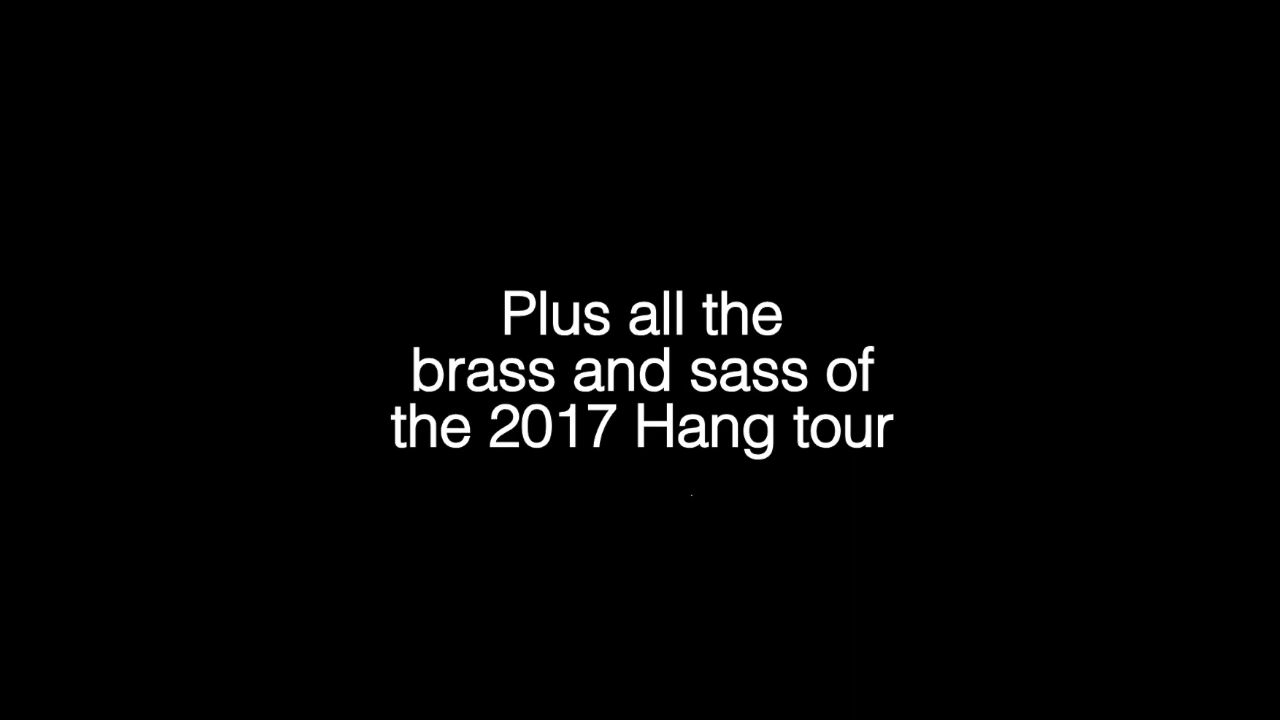 Plus all the
brass and sass of
the 2017 Hang tour